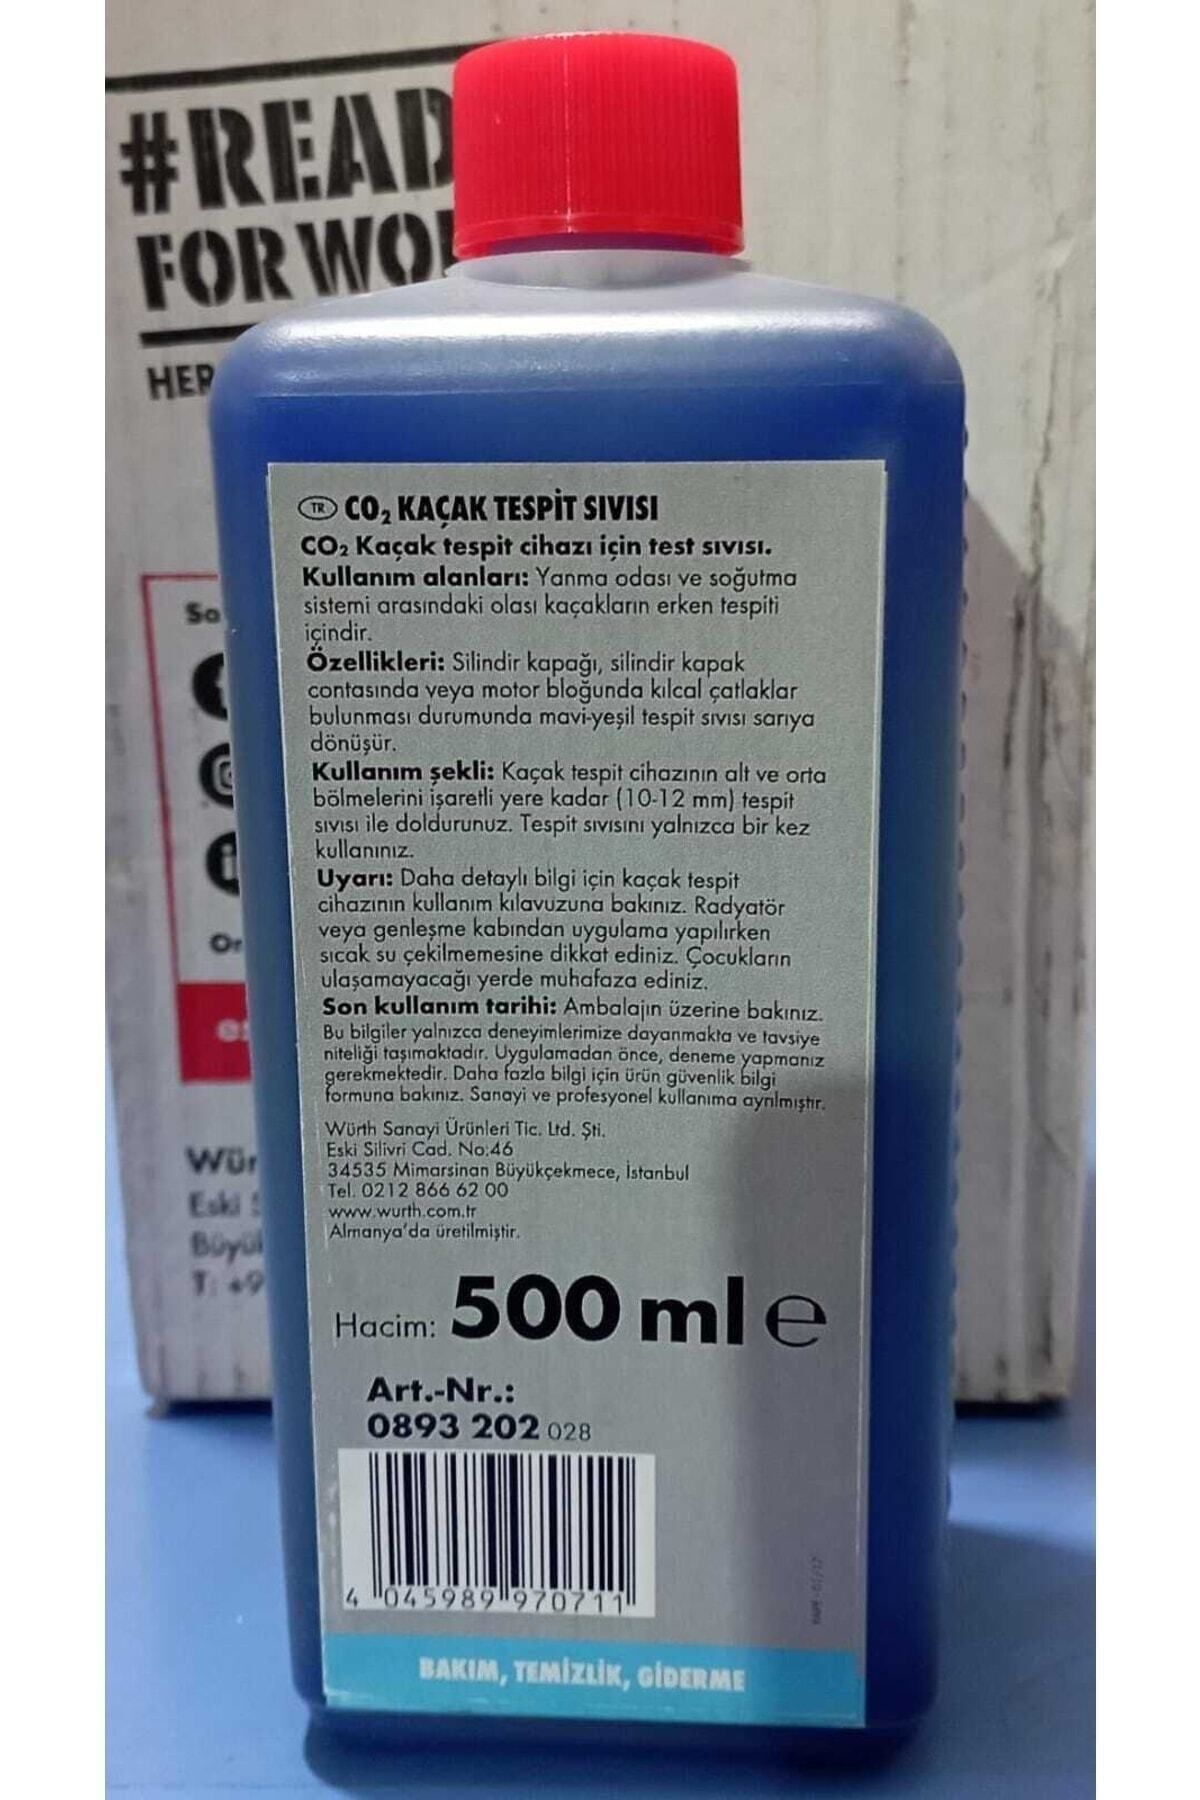 #READ
FOR WO
HER
TR CO₂ KAÇAK TESPİT SIVISI
CO₂ Kaçak tespit cihazı için test sıvısı.
Kullanım alanları: Yanma odası ve soğutma
sistemi arasındaki olası kaçakların erken tespiti
içindir.
Özellikleri: Silindir kapağı, silindir kapak
contasında veya motor bloğunda kılcal çatlaklar
bulunması durumunda mavi-yeşil tespit sıvısı sarıya
dönüşür.
Kullanım şekli: Kaçak tespit cihazının alt ve orta
bölmelerini işaretli yere kadar (10-12 mm) tespit
sıvısı ile doldurunuz. Tespit sıvısını yalnızca bir kez
kullanınız.
Uyarı: Daha detaylı bilgi için kaçak tespit
cihazının kullanım kılavuzuna bakınız. Radyatör
veya genleşme kabından uygulama yapılırken
sıcak su çekilmemesine dikkat ediniz. Çocukların
ulaşamayacağı yerde muhafaza ediniz.
Son kullanım tarihi: Ambalajın üzerine bakınız.
Bu bilgiler yalnızca deneyimlerimize dayanmakta ve tavsiye
niteliği taşımaktadır. Uygulamadan önce, deneme yapmanız
gerekmektedir. Daha fazla bilgi için ürün güvenlik bilgi
formuna bakınız. Sanayi ve profesyonel kullanıma ayrılmıştır.
Würth Sanayi Ürünleri Tic. Ltd. Şti.
Eski Silivri Cad. No:46
34535 Mimarsinan Büyükçekmece, İstanbul
Tel. 0212 866 62 00
www.wurth.com.tr
Almanya'da üretilmiştir.
Hacim: 500 ml ℮
Art.-Nr.:
0893 202 028
4 045989 970711
BAKIM, TEMİZLİK, GİDERME
So
Or
es
Wür
Eski
Büyük
T: +9